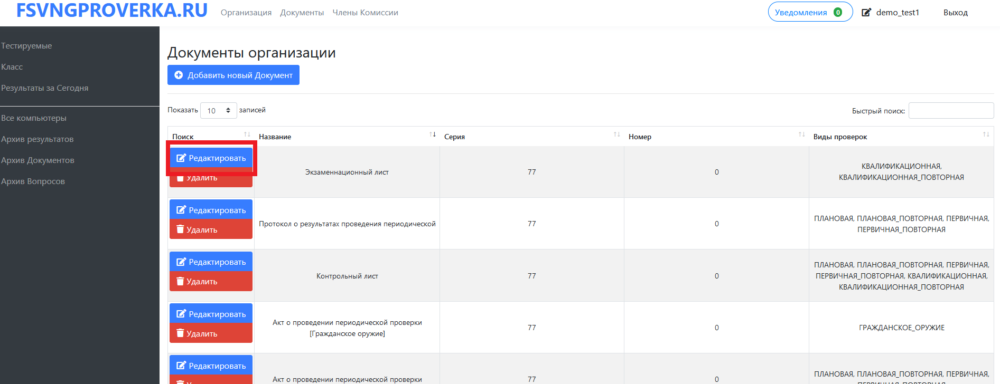 FSVNGPROVERKA.RU Организация Документы Члены Комиссии Уведомления 0 demo_test1 Выход
Тестируемые
Класс
Результаты за Сегодня
Все компьютеры
Архив результатов
Архив Документов
Архив Вопросов
Документы организации
Добавить новый Документ
Показать 10 записей Быстрый поиск:
Поиск Название Серия Номер Виды проверок
Редактировать
Удалить
Экзаменнационный лист 77 0
КВАЛИФИКАЦИОННАЯ,
КВАЛИФИКАЦИОННАЯ_ПОВТОРНАЯ
Редактировать
Удалить
Протокол о результатах проведения периодической 77 0
ПЛАНОВАЯ, ПЛАНОВАЯ_ПОВТОРНАЯ, ПЕРВИЧНАЯ,
ПЕРВИЧНАЯ_ПОВТОРНАЯ
Редактировать
Удалить
Контрольный лист 77 0
ПЛАНОВАЯ, ПЛАНОВАЯ_ПОВТОРНАЯ, ПЕРВИЧНАЯ,
ПЕРВИЧНАЯ_ПОВТОРНАЯ, КВАЛИФИКАЦИОННАЯ,
КВАЛИФИКАЦИОННАЯ_ПОВТОРНАЯ
Редактировать
Удалить
Акт о проведении периодической проверки
[Гражданское оружие] 77 0
ГРАЖДАНСКОЕ_ОРУЖИЕ
Редактировать
Акт о проведении периодической проверки 77 0
ПЛАНОВАЯ, ПЛАНОВАЯ_ПОВТОРНАЯ, ПЕРВИЧНАЯ,